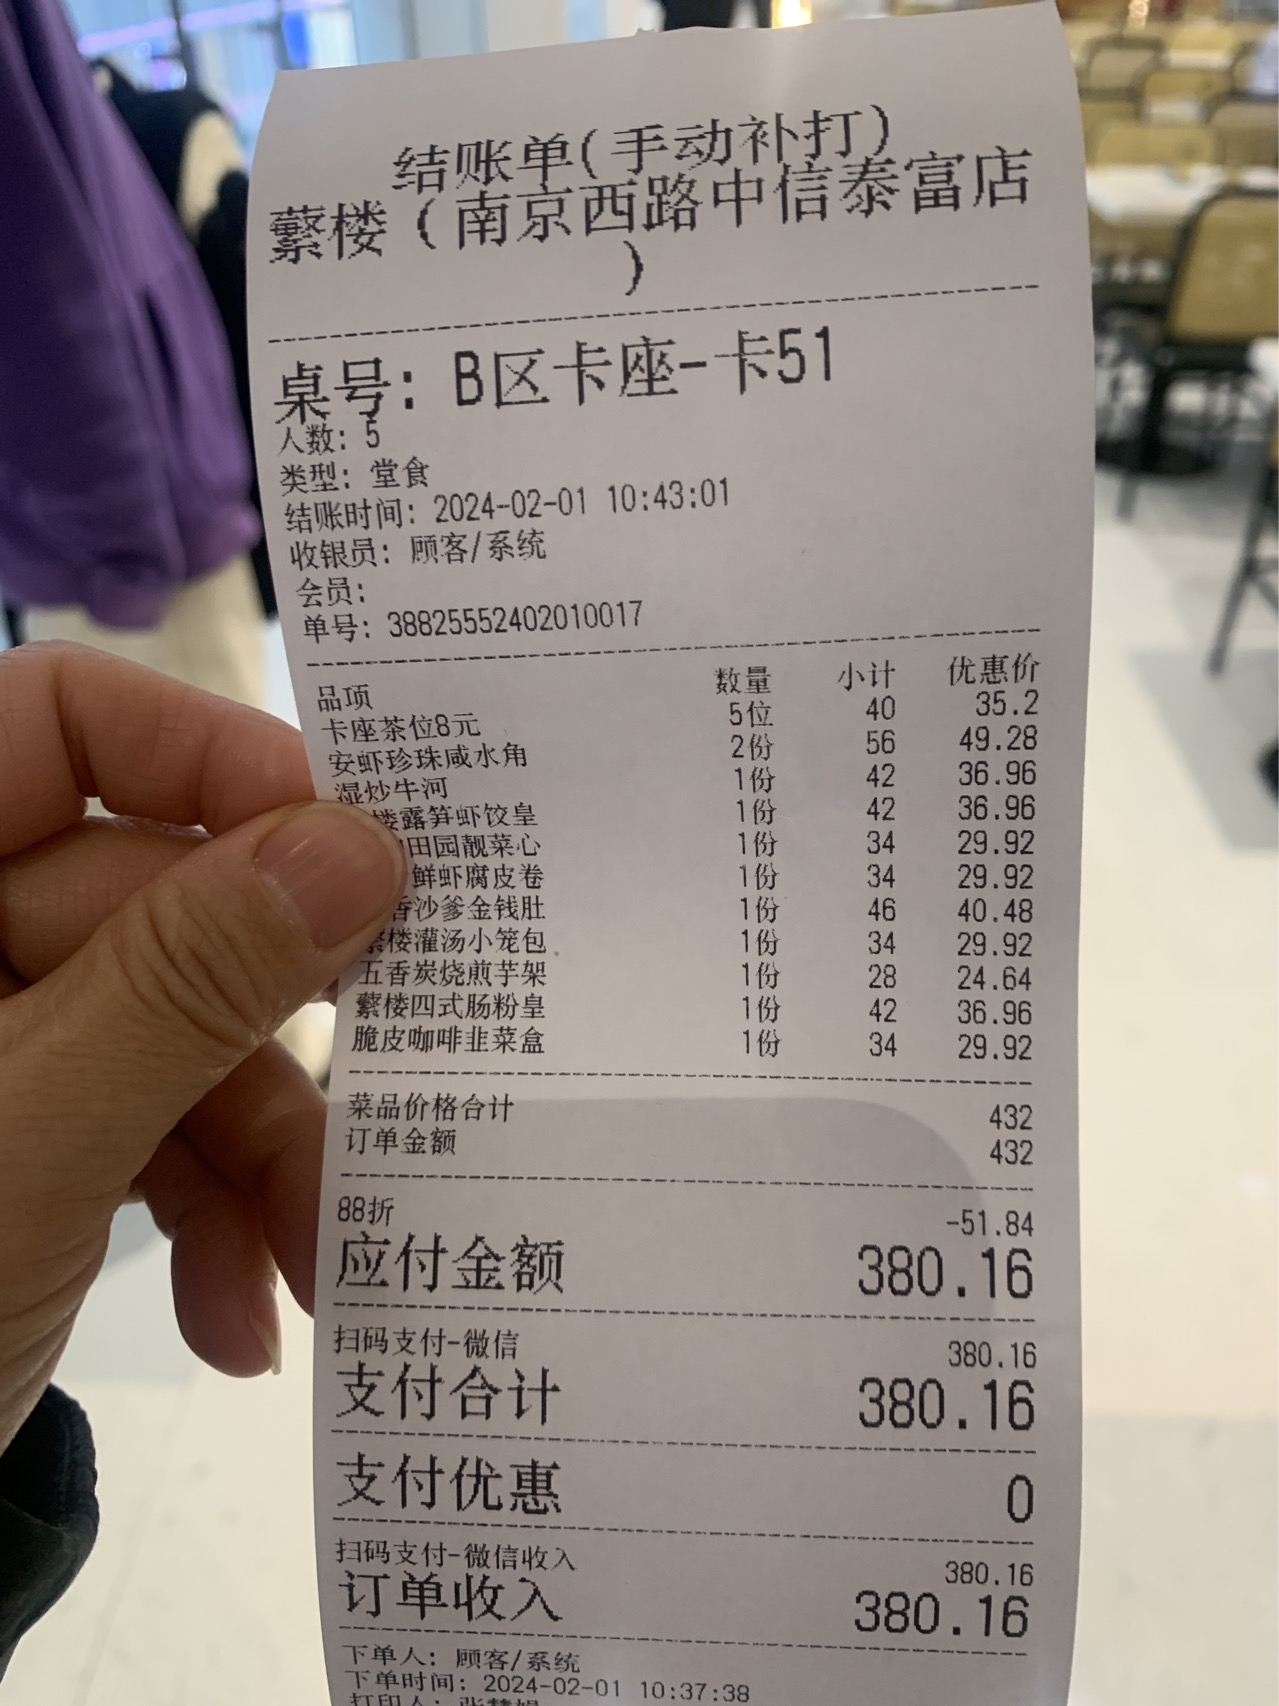 结账单(手动补打)
蘩楼(南京西路中信泰富店
)
桌号: B区卡座-卡51
人数: 5
类型: 堂食
结账时间: 2024-02-01 10:43:01
收银员: 顾客/系统
会员:
单号: 38825552402010017
品项 数量 小计 优惠价
卡座茶位8元 5位 40 35.2
安虾珍珠咸水角 2份 56 49.28
湿炒牛河 1份 42 36.96
楼露笋虾饺皇 1份 42 36.96
田园靓菜心 1份 34 29.92
鲜虾腐皮卷 1份 34 29.92
香沙爹金钱肚 1份 46 40.48
蘩楼灌汤小笼包 1份 34 29.92
五香炭烧煎芋架 1份 28 24.64
蘩楼四式肠粉皇 1份 42 36.96
脆皮咖啡韭菜盒 1份 34 29.92
菜品价格合计 432
订单金额 432
88折 -51.84
应付金额 380.16
扫码支付-微信 380.16
支付合计 380.16
支付优惠 0
扫码支付-微信收入 380.16
订单收入 380.16
下单人: 顾客/系统
下单时间: 2024-02-01 10:37:38
打印人: